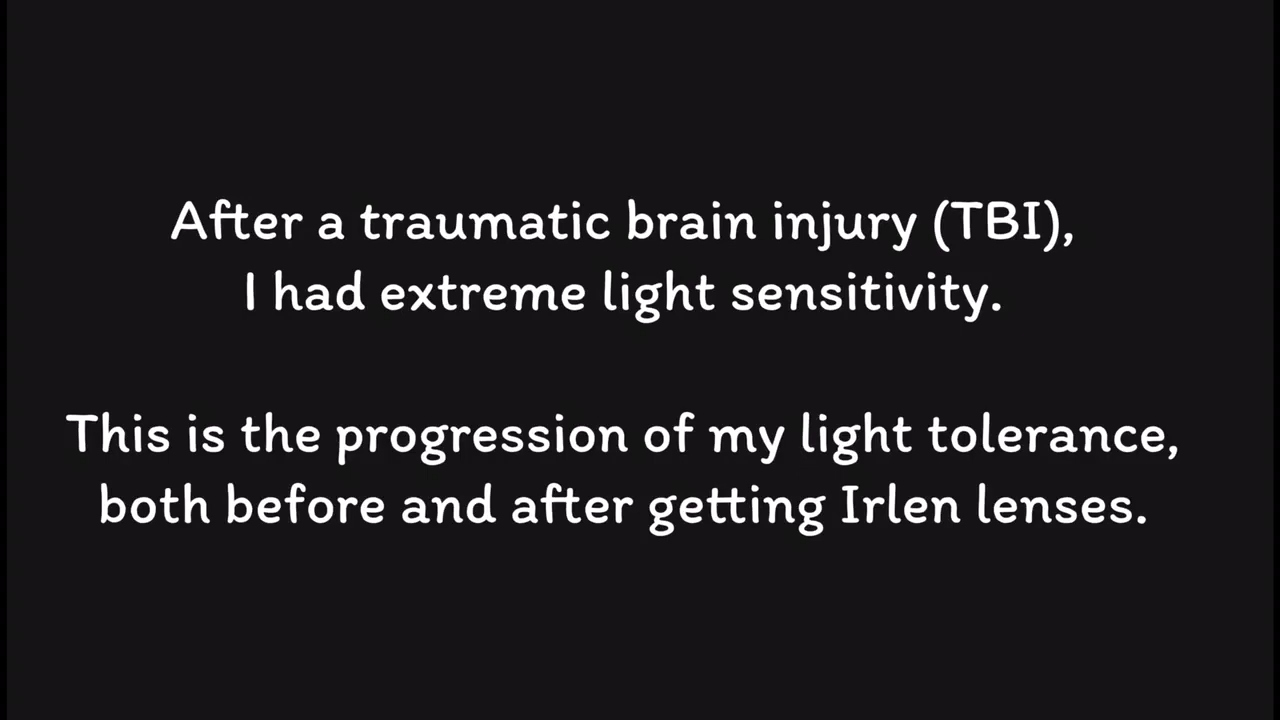 After a traumatic brain injury (TBI),
I had extreme light sensitivity.
This is the progression of my light tolerance,
both before and after getting Irlen lenses.